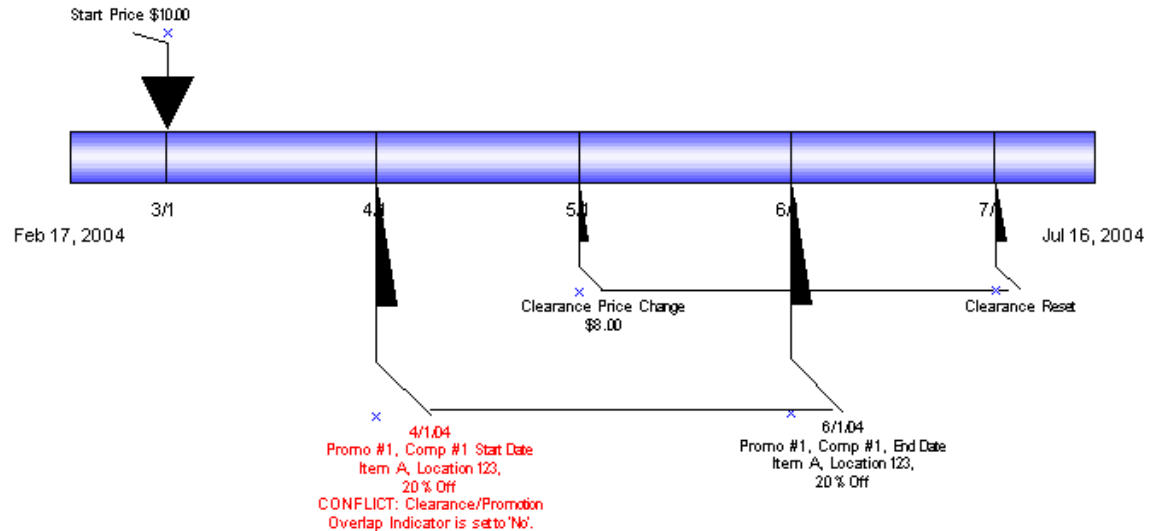 Start Price $10.00
3/1
4/1
5/1
6/1
7/
Feb 17, 2004
Jul 16, 2004
Clearance Price Change
$8.00
Clearance Reset
4/1/04
Promo #1, Comp #1 Start Date
Item A, Location 123,
20 % Off
CONFLICT: Clearance/Promotion
Overlap Indicator is set to 'No'.
6/1/04
Promo #1, Comp #1, End Date
Item A, Location 123,
20 % Off